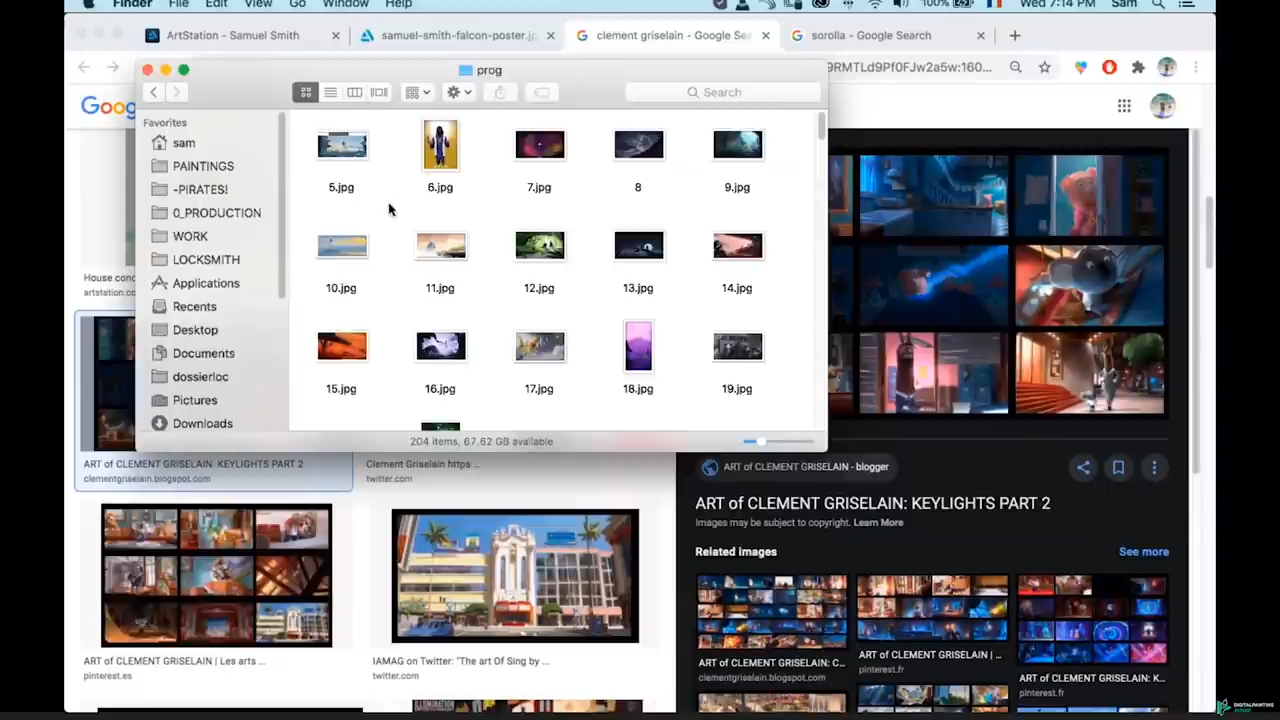 Finder File Edit View Go Window Help 100% Wed 7:14 PM Sam
ArtStation - Samuel Smith
samuel-smith-falcon-poster.jp
clement griselain - Google Sea
sorolla - Google Search
9RMTLd9Pf0FJw2a5w:160...
prog
Search
Goog
Favorites
sam
PAINTINGS
-PIRATES!
0_PRODUCTION
WORK
LOCKSMITH
Applications
Recents
Desktop
Documents
dossierloc
Pictures
Downloads
5.jpg 6.jpg 7.jpg 8 9.jpg
10.jpg 11.jpg 12.jpg 13.jpg 14.jpg
15.jpg 16.jpg 17.jpg 18.jpg 19.jpg
204 items, 67.62 GB available
House conc
artstation.co
ART of CLEMENT GRISELAIN KEYLIGHTS PART 2
clementgriselain.blogspot.com
Clement Griselain https ...
twitter.com
ART of CLEMENT GRISELAIN | Les arts ...
pinterest.es
IAMAG on Twitter: "The art Of Sing by ...
twitter.com
ART of CLEMENT GRISELAIN - blogger
ART of CLEMENT GRISELAIN: KEYLIGHTS PART 2
Images may be subject to copyright. Learn More
Related images
See more
ART of CLEMENT GRISELAIN: C...
clementgriselain.blogspot.com
ART of CLEMENT GRISELAIN | ...
pinterest.fr
ART of CLEMENT GRISELAIN: K...
pinterest.fr
DIGITALPAINTING
school